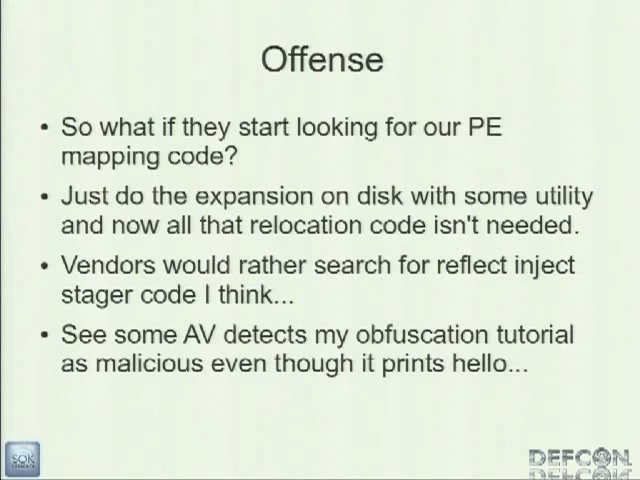 Offense
• So what if they start looking for our PE
mapping code?
• Just do the expansion on disk with some utility
and now all that relocation code isn't needed.
• Vendors would rather search for reflect inject
stager code I think...
• See some AV detects my obfuscation tutorial
as malicious even though it prints hello...
SOK
DEFCON